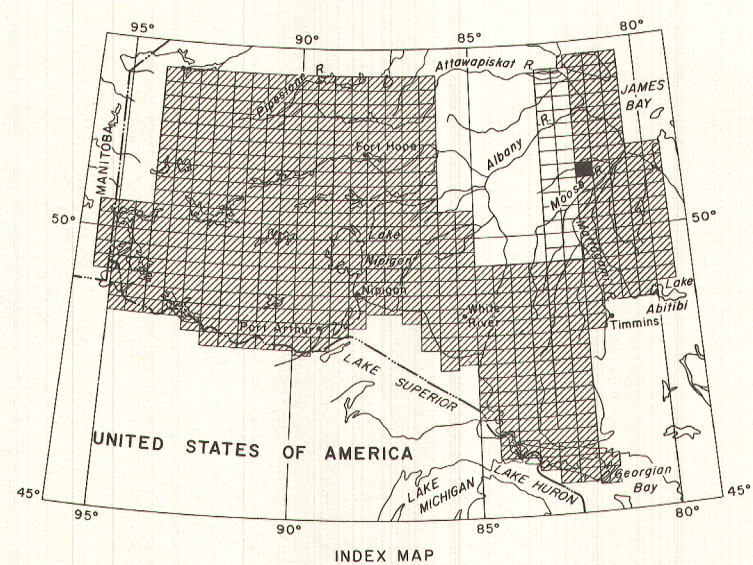 95°
90°
85°
80°
Attawapiskat R.
Pipestone R.
JAMES
BAY
MANITOBA
R.
Albany
Fort Hope
Moose R.
50°
50°
Lake
Nipigon
Mattagami
Nipigon
Lake
Abitibi
White
River
Timmins
Port Arthur
LAKE SUPERIOR
UNITED STATES OF AMERICA
Georgian
Bay
LAKE HURON
LAKE
MICHIGAN
45°
45°
95°
90°
85°
80°
INDEX MAP